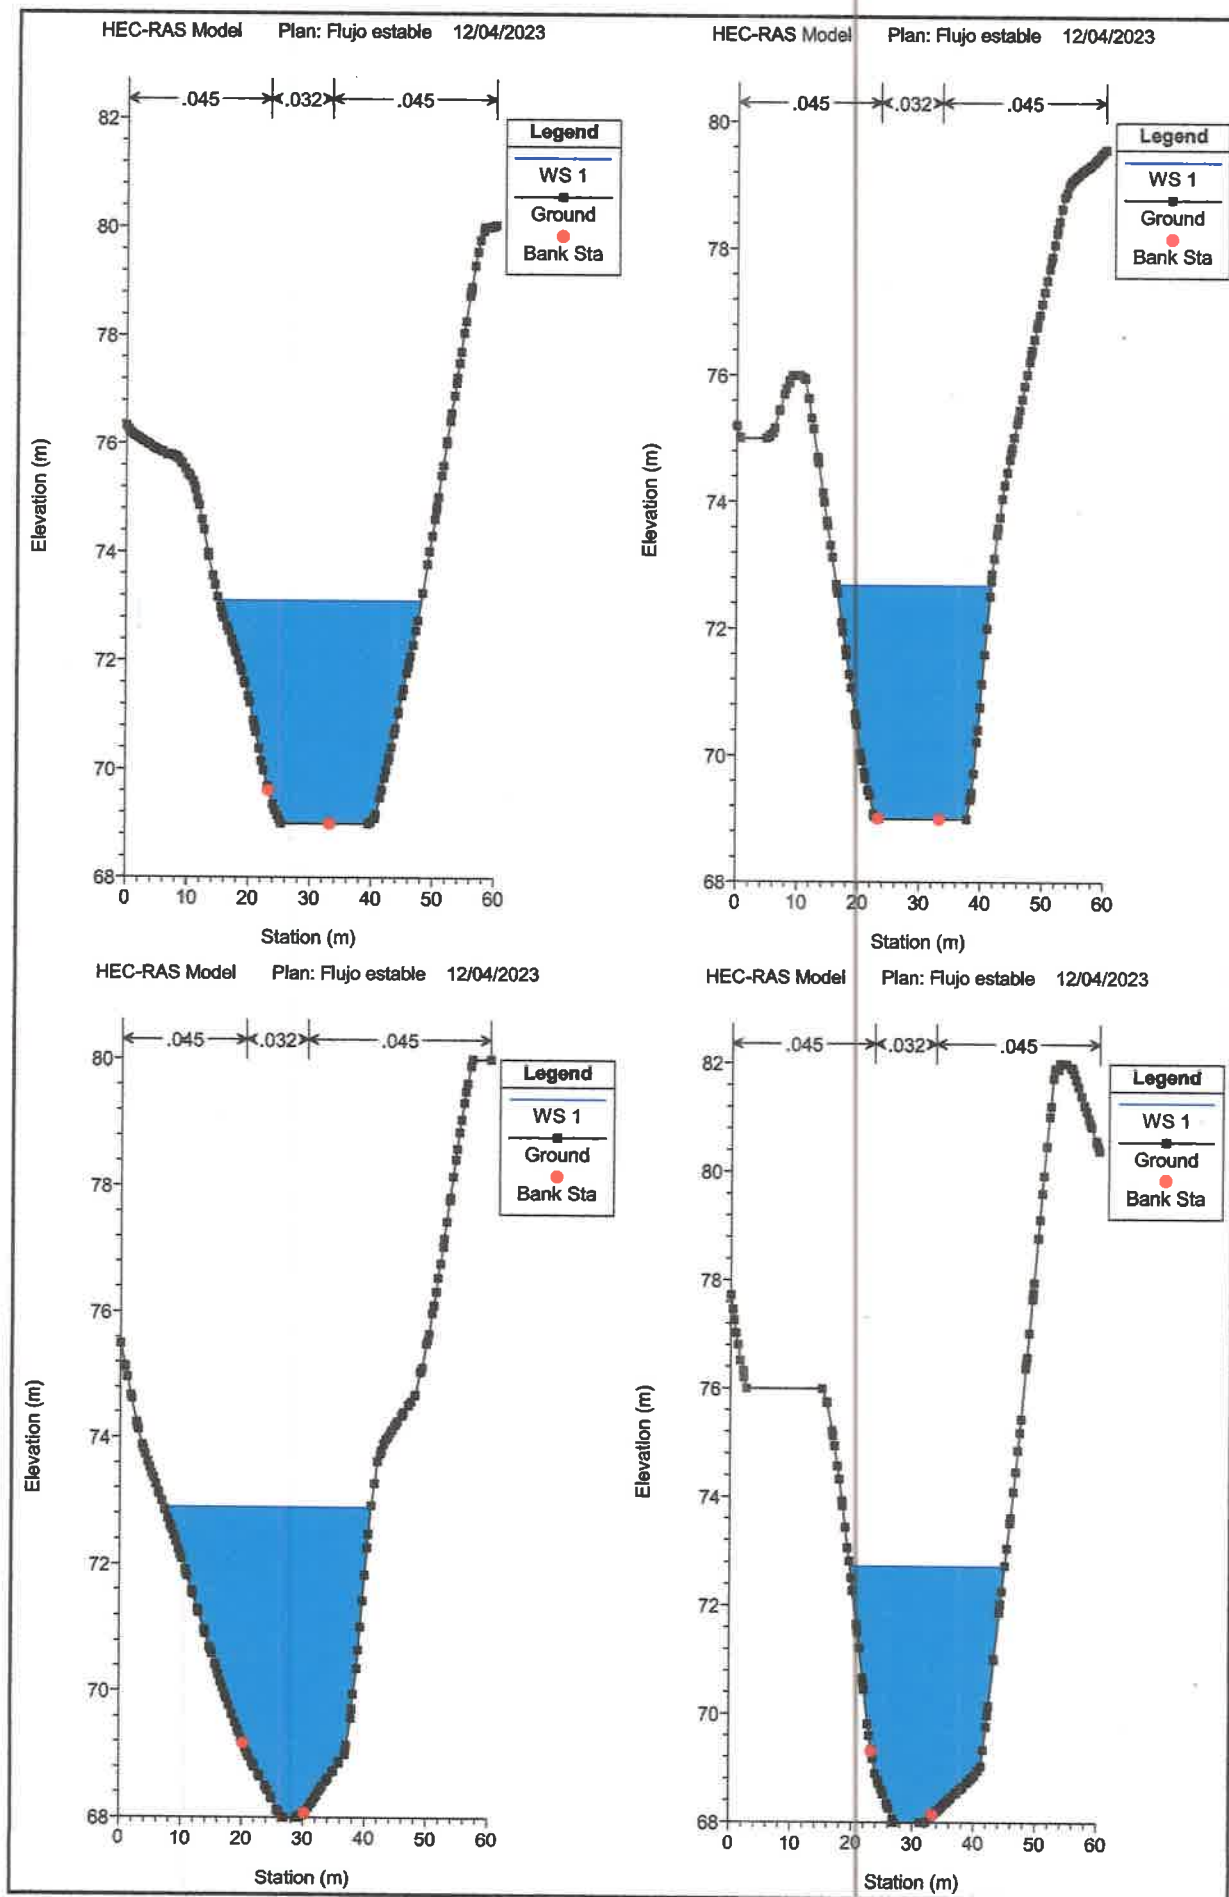 HEC-RAS Model Plan: Flujo estable 12/04/2023
.045 .032 .045
82
80
78
76
74
72
70
68
0 10 20 30 40 50 60
Elevation (m)
Station (m)
Legend
WS 1
Ground
Bank Sta
HEC-RAS Model Plan: Flujo estable 12/04/2023
.045 .032 .045
80
78
76
74
72
70
68
0 10 20 30 40 50 60
Elevation (m)
Station (m)
Legend
WS 1
Ground
Bank Sta
HEC-RAS Model Plan: Flujo estable 12/04/2023
.045 .032 .045
80
78
76
74
72
70
68
0 10 20 30 40 50 60
Elevation (m)
Station (m)
Legend
WS 1
Ground
Bank Sta
HEC-RAS Model Plan: Flujo estable 12/04/2023
.045 .032 .045
82
80
78
76
74
72
70
68
0 10 20 30 40 50 60
Elevation (m)
Station (m)
Legend
WS 1
Ground
Bank Sta